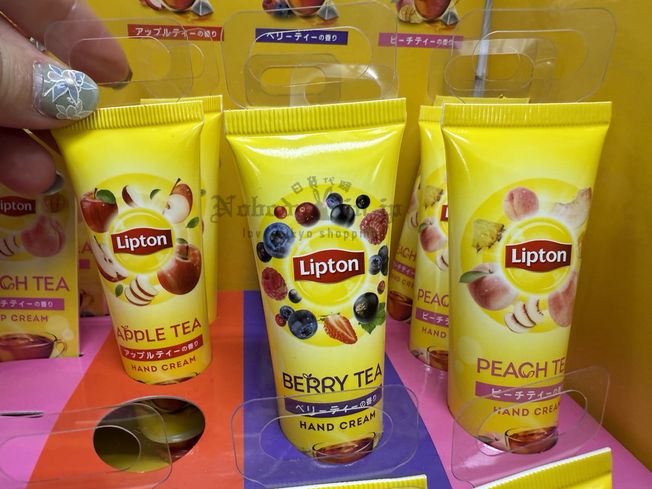 アップルティーの香り
ベリーティーの香り
ピーチティーの香り
Lipton
PEACH TEA
ピーチティーの香り
P CREAM
Lipton
APPLE TEA
アップルティーの香り
HAND CREAM
Lipton
BERRY TEA
ベリーティーの香り
HAND CREAM
PEAC
HAND
Lipton
PEACH TE
ピーチティーの香り
HAND CREAM